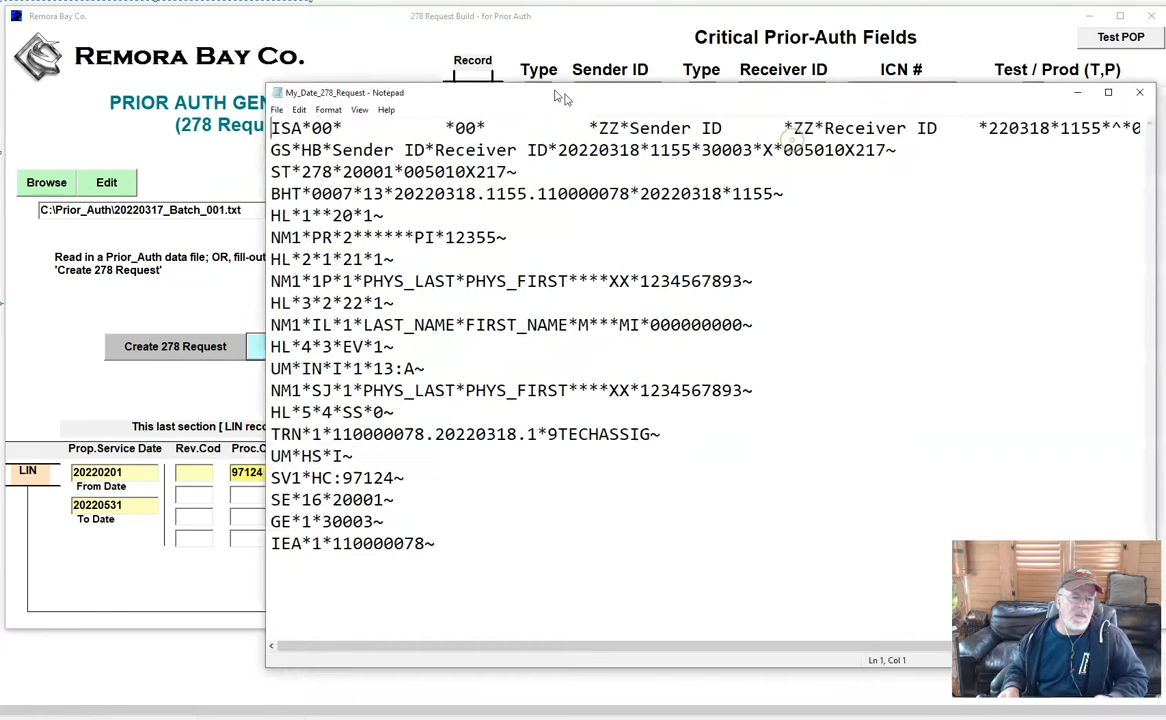 Remora Bay Co.
278 Request Build - for Prior Auth
REMORA BAY CO.
Critical Prior-Auth Fields
Test POP
Record
Type Sender ID Type Receiver ID ICN # Test / Prod (T,P)
PRIOR AUTH GEN
(278 Requ
Browse Edit
C:\Prior_Auth\20220317_Batch_001.txt
Read in a Prior_Auth data file; OR, fill-out
'Create 278 Request'
Create 278 Request
This last section [ LIN reco
Prop.Service Date Rev.Cod Proc.C
LIN 20220201 97124
From Date
20220531
To Date
My_Date_278_Request - Notepad
File Edit Format View Help
ISA*00* *00* *ZZ*Sender ID *ZZ*Receiver ID *220318*1155*^*0
GS*HB*Sender ID*Receiver ID*20220318*1155*30003*X*005010X217~
ST*278*20001*005010X217~
BHT*0007*13*20220318.1155.110000078*20220318*1155~
HL*1**20*1~
NM1*PR*2******PI*12355~
HL*2*1*21*1~
NM1*1P*1*PHYS_LAST*PHYS_FIRST****XX*1234567893~
HL*3*2*22*1~
NM1*IL*1*LAST_NAME*FIRST_NAME*M***MI*000000000~
HL*4*3*EV*1~
UM*IN*I*1*13:A~
NM1*SJ*1*PHYS_LAST*PHYS_FIRST****XX*1234567893~
HL*5*4*SS*0~
TRN*1*110000078.20220318.1*9TECHASSIG~
UM*HS*I~
SV1*HC:97124~
SE*16*20001~
GE*1*30003~
IEA*1*110000078~
Ln 1, Col 1